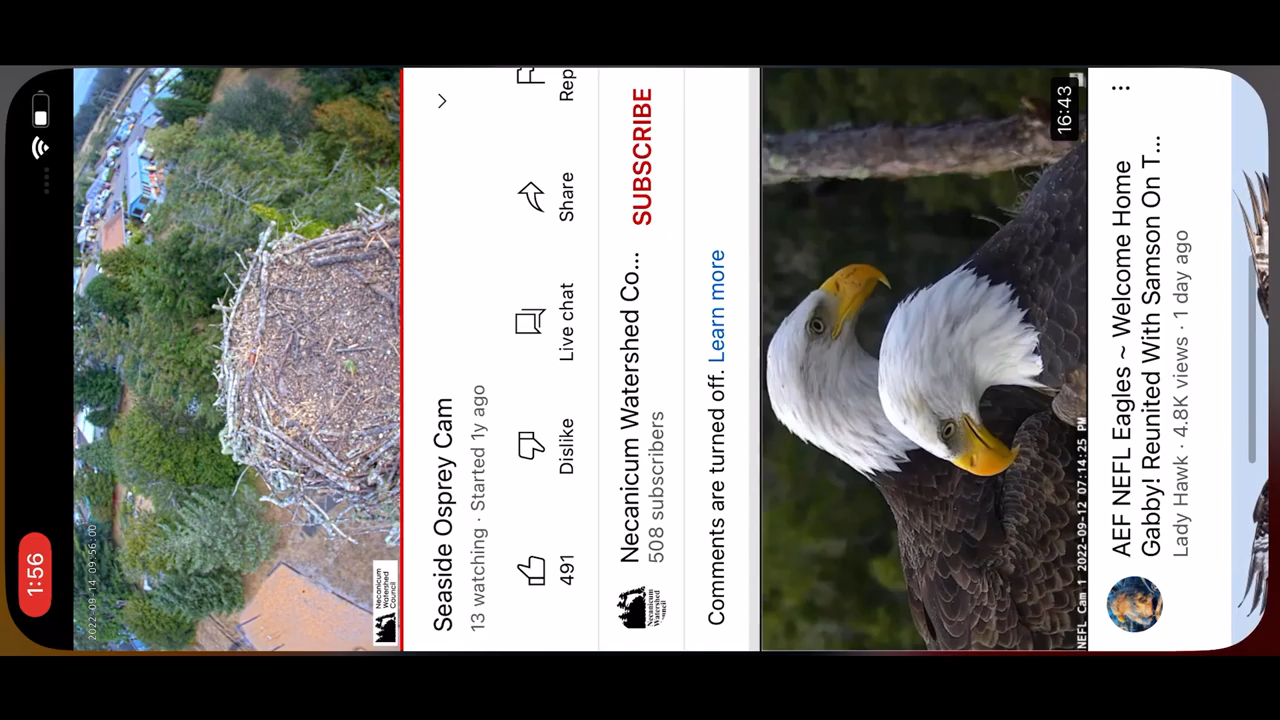 1:56
2022-09-14 09:56:00
Necanicum
Watershed
Council
Seaside Osprey Cam
13 watching · Started 1y ago
491
Dislike
Live chat
Share
Rep
Necanicum Watershed Co...
SUBSCRIBE
508 subscribers
Necanicum
Watershed
Comments are turned off. Learn more
16:43
NEFL Cam 1 2022-09-12 07:14:25 PM
AEF NEFL Eagles ~ Welcome Home
Gabby! Reunited With Samson On T...
Lady Hawk · 4.8K views · 1 day ago